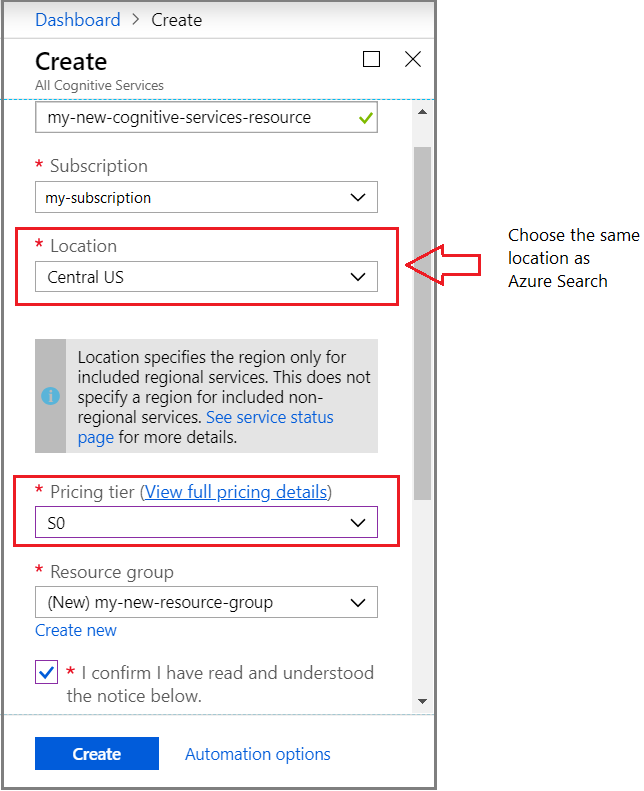 Dashboard > Create
Create
All Cognitive Services
my-new-cognitive-services-resource
* Subscription
my-subscription
* Location
Central US
Choose the same
location as
Azure Search
Location specifies the region only for
included regional services. This does not
specify a region for included non-
regional services. See service status
page for more details.
* Pricing tier (View full pricing details)
S0
* Resource group
(New) my-new-resource-group
Create new
* I confirm I have read and understood
the notice below.
Create
Automation options